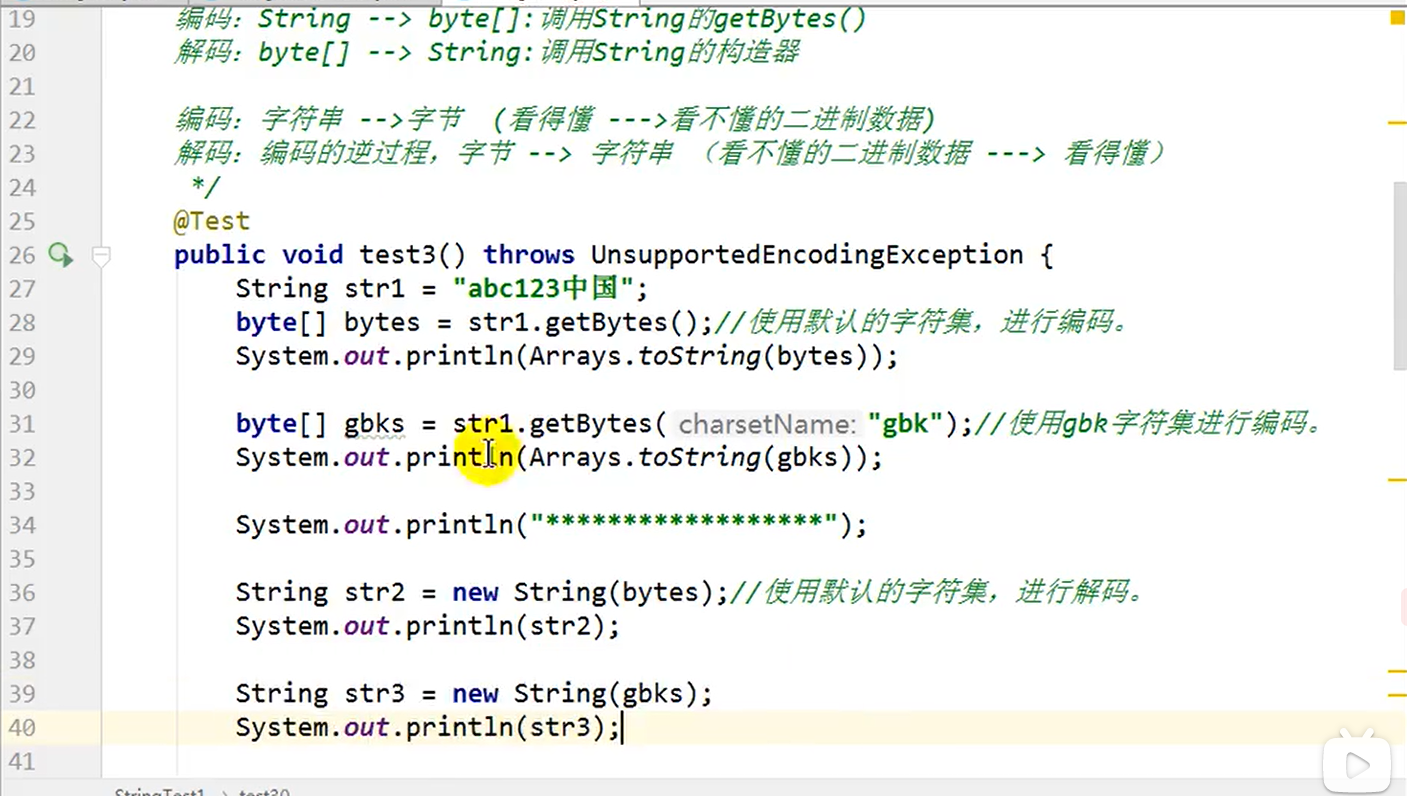 19 编码：String --> byte[]:调用String的getBytes()
20 解码：byte[] --> String:调用String的构造器
21
22 编码：字符串 -->字节 (看得懂 --->看不懂的二进制数据)
23 解码：编码的逆过程，字节 --> 字符串 （看不懂的二进制数据 ---> 看得懂）
24 */
25 @Test
26 public void test3() throws UnsupportedEncodingException {
27 String str1 = "abc123中国";
28 byte[] bytes = str1.getBytes();//使用默认的字符集，进行编码。
29 System.out.println(Arrays.toString(bytes));
30
31 byte[] gbks = str1.getBytes( charsetName: "gbk");//使用gbk字符集进行编码。
32 System.out.println(Arrays.toString(gbks));
33
34 System.out.println("******************");
35
36 String str2 = new String(bytes);//使用默认的字符集，进行解码。
37 System.out.println(str2);
38
39 String str3 = new String(gbks);
40 System.out.println(str3);
41
StringTest1 > test3()